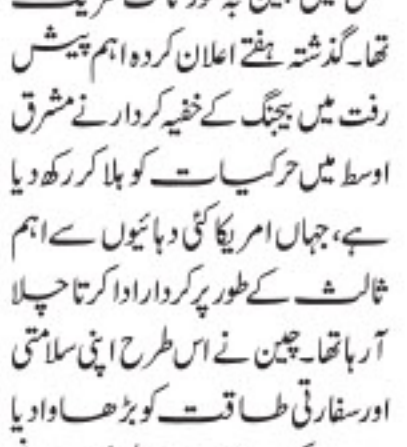 تھا۔ گذشتہ ہفتے اعلان کردہ اہم پیش
رفت میں بیجنگ کے خفیہ کردار نے مشرق
اوسط میں حرکیات کو ہلا کر رکھ دیا
ہے، جہاں امریکا کئی دہائیوں سے اہم
ثالث کے طور پر کردار ادا کرتا چلا
آ رہا تھا۔ چین نے اس طرح اپنی سلامتی
اور سفارتی طاقت کو بڑھاوا دیا